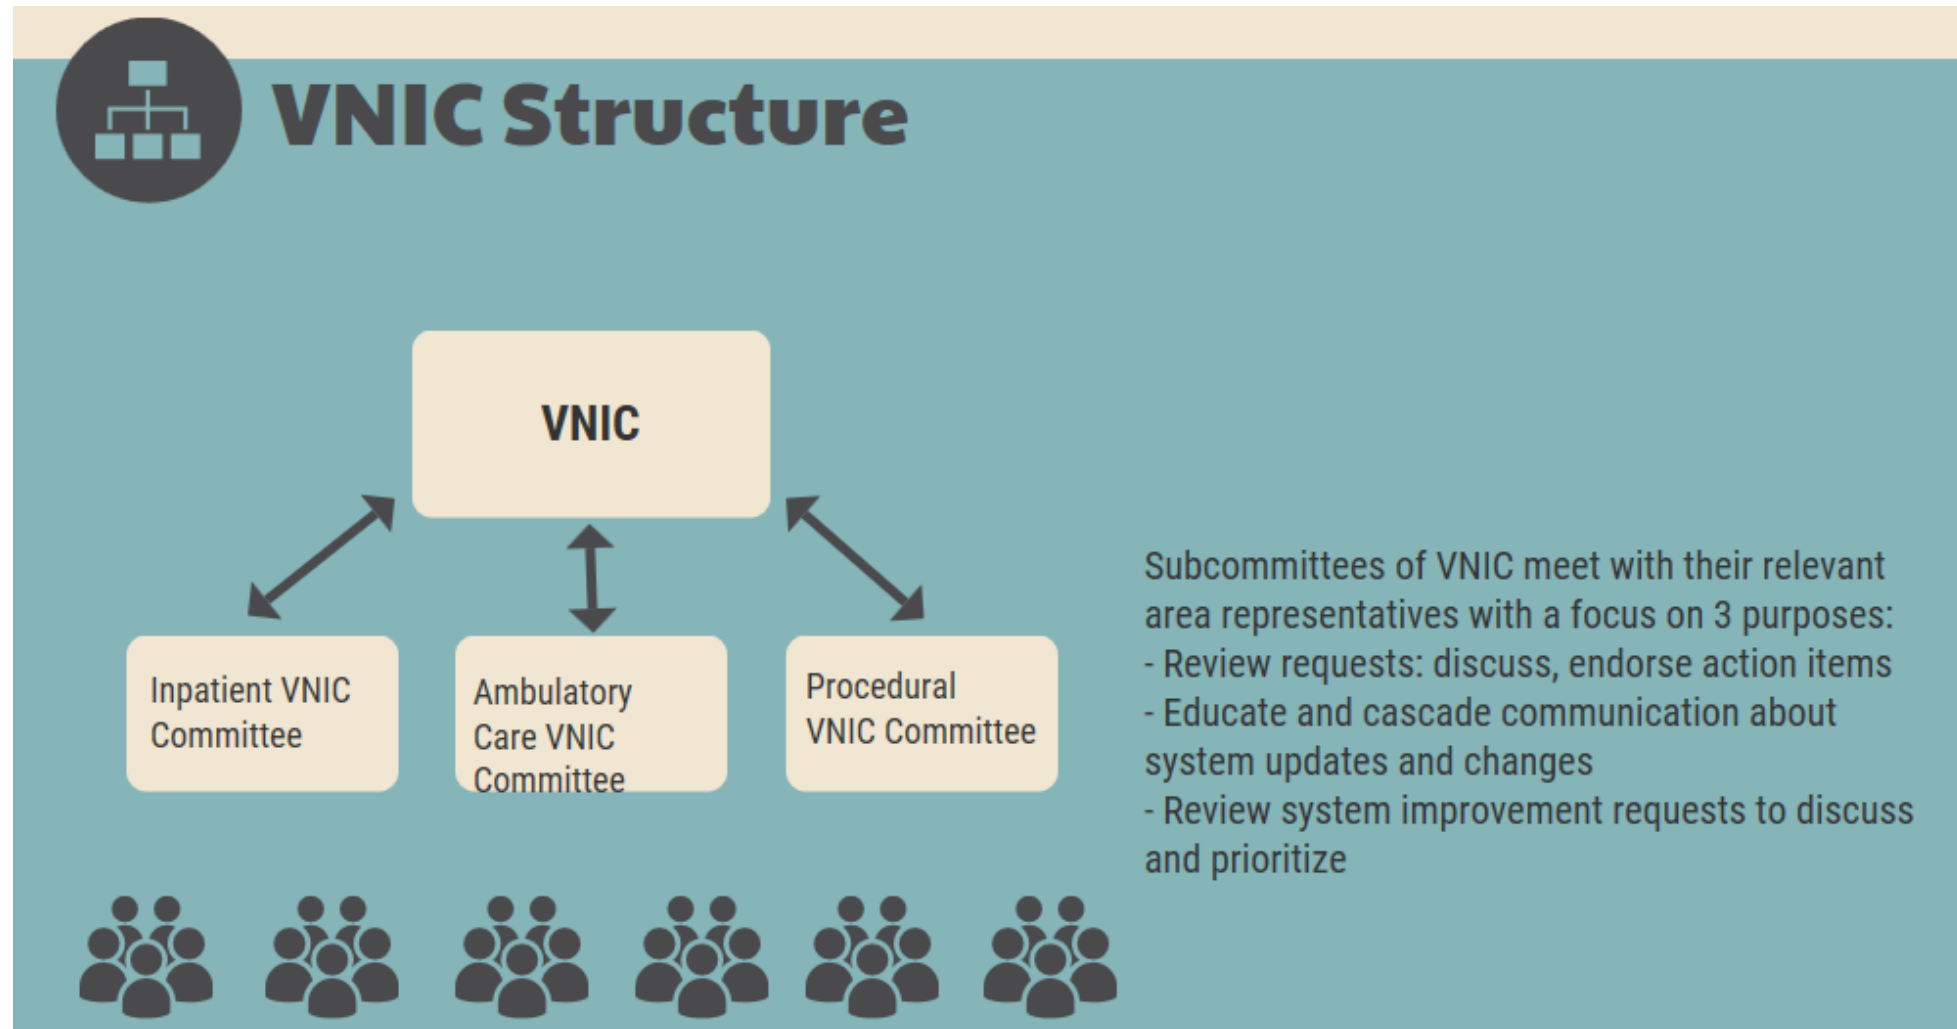 VNIC Structure
VNIC
Inpatient VNIC
Committee
Ambulatory
Care VNIC
Committee
Procedural
VNIC Committee
Subcommittees of VNIC meet with their relevant
area representatives with a focus on 3 purposes:
- Review requests: discuss, endorse action items
- Educate and cascade communication about
system updates and changes
- Review system improvement requests to discuss
and prioritize